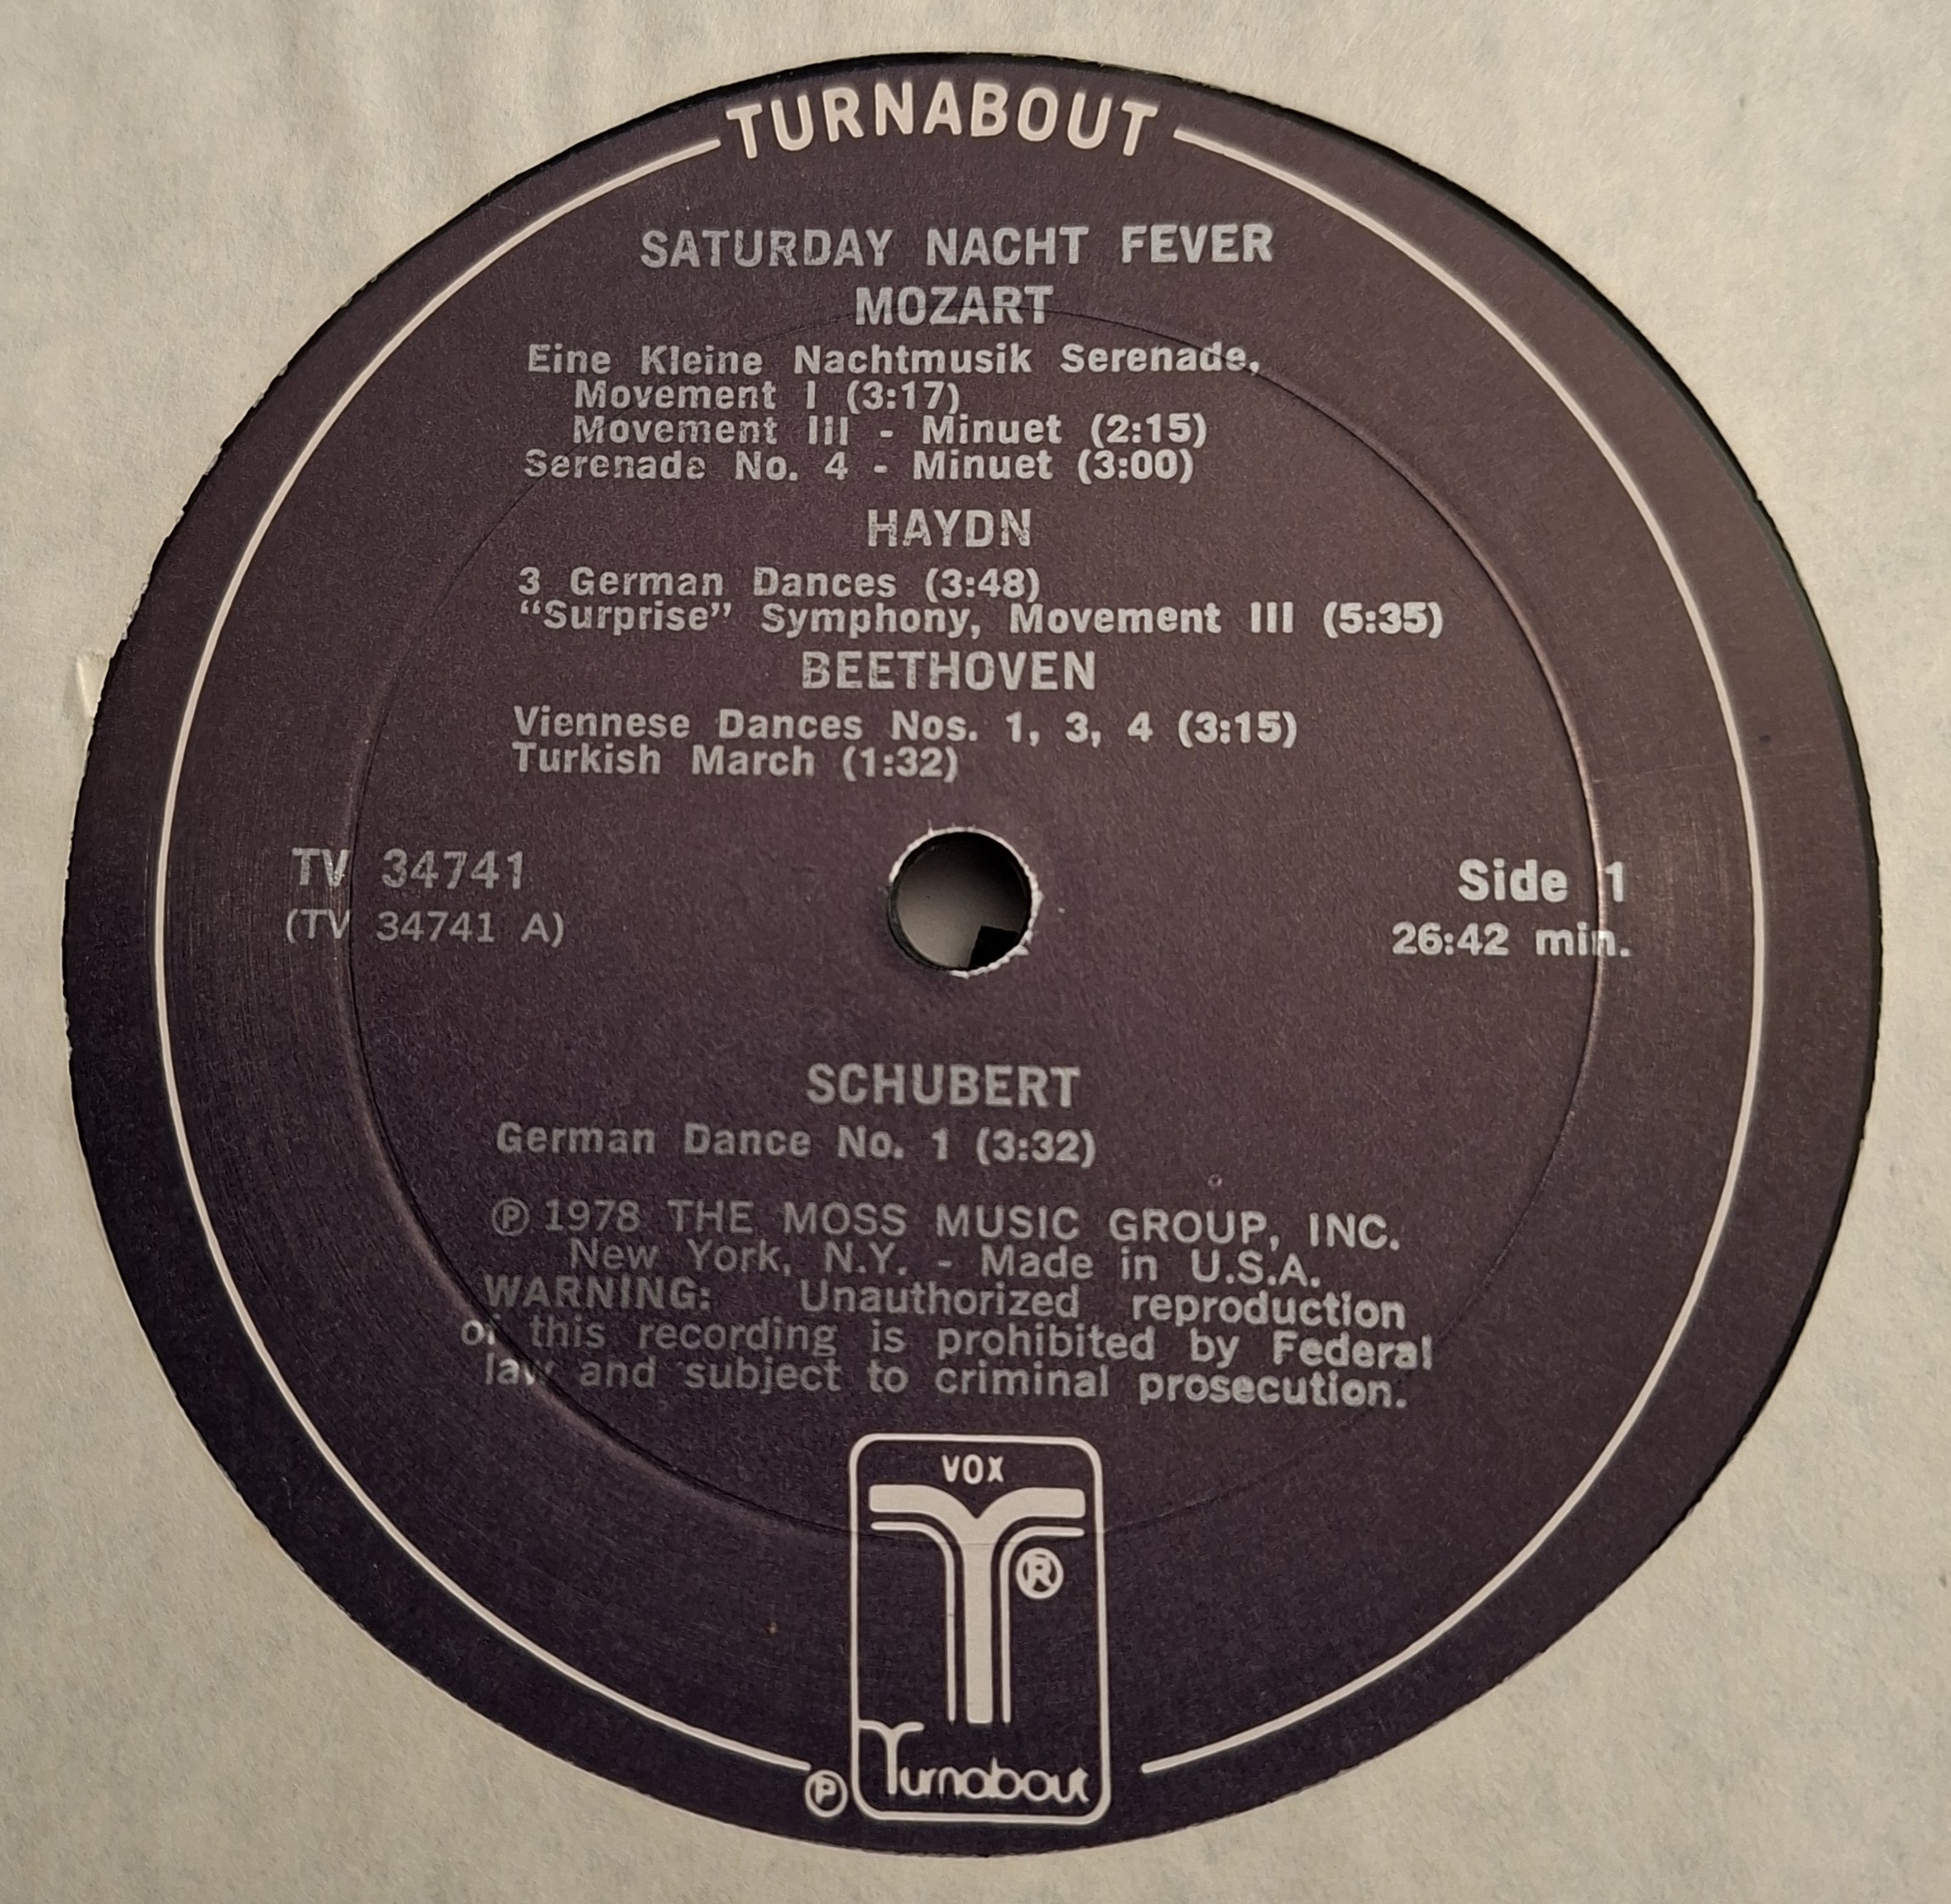 TURNABOUT
SATURDAY NACHT FEVER
MOZART
Eine Kleine Nachtmusik Serenade,
Movement I (3:17)
Movement III - Minuet (2:15)
Serenade No. 4 - Minuet (3:00)
HAYDN
3 German Dances (3:48)
“Surprise” Symphony, Movement III (5:35)
BEETHOVEN
Viennese Dances Nos. 1, 3, 4 (3:15)
Turkish March (1:32)
TV 34741
(TV 34741 A)
Side 1
26:42 min.
SCHUBERT
German Dance No. 1 (3:32)
℗ 1978 THE MOSS MUSIC GROUP, INC.
New York, N.Y. - Made in U.S.A.
WARNING: Unauthorized reproduction
of this recording is prohibited by Federal
law and subject to criminal prosecution.
VOX
®
Turnabout
℗